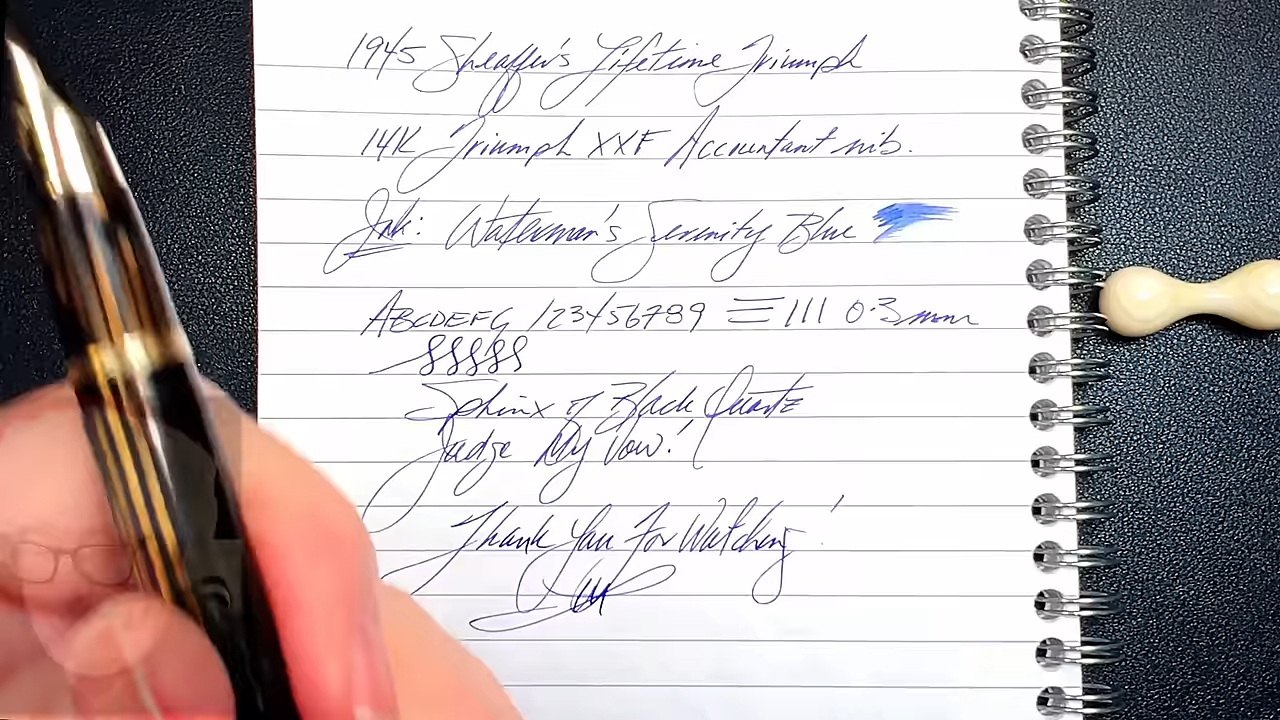 1945 Sheaffer's Lifetime Triumph
14K Triumph XXF Accountant nib.
Ink: Waterman's Serenity Blue
ABCDEFG 123456789 111 0.3mm
Sphinx of Black Quartz
Judge My Vow!
Thank You For Watching!